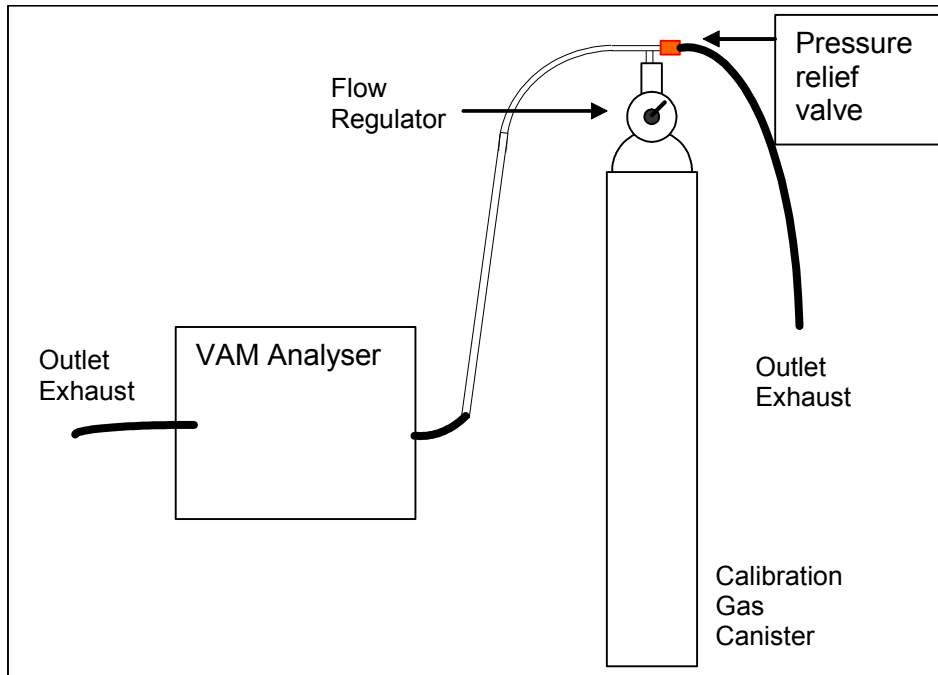 Pressure
relief
valve
Flow
Regulator
VAM Analyser
Outlet
Exhaust
Outlet
Exhaust
Calibration
Gas
Canister